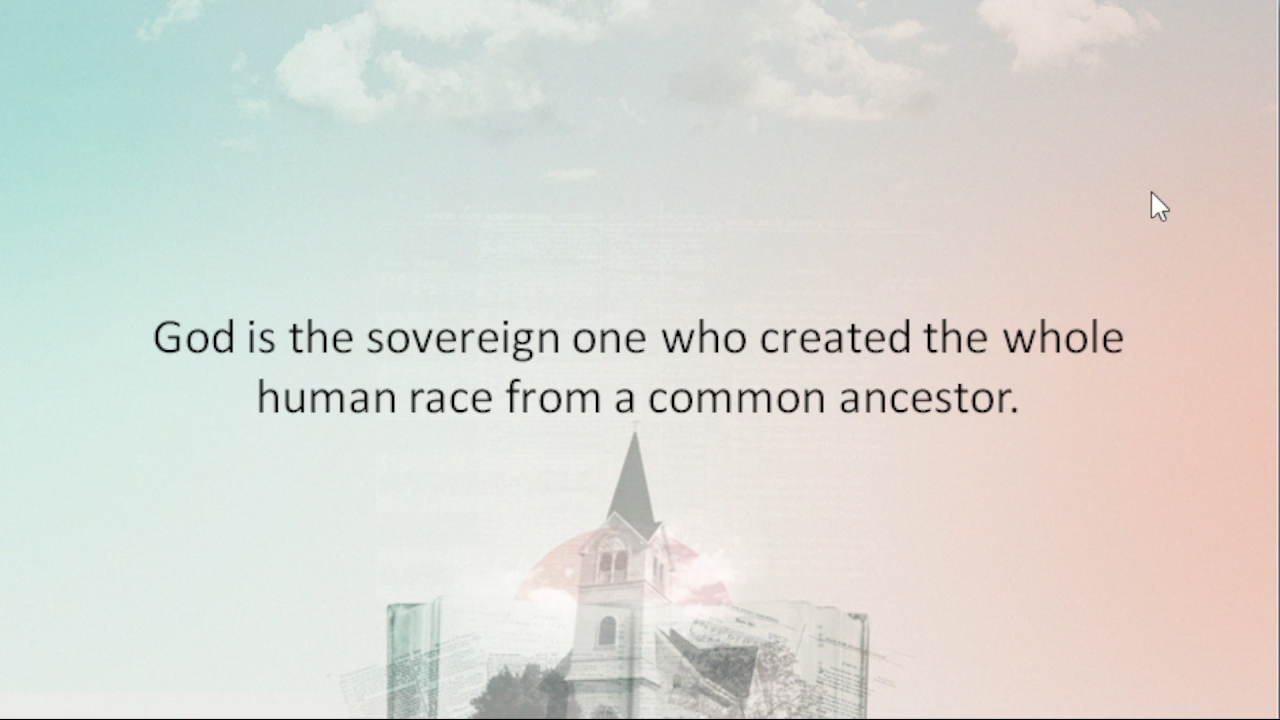 God is the sovereign one who created the whole
human race from a common ancestor.